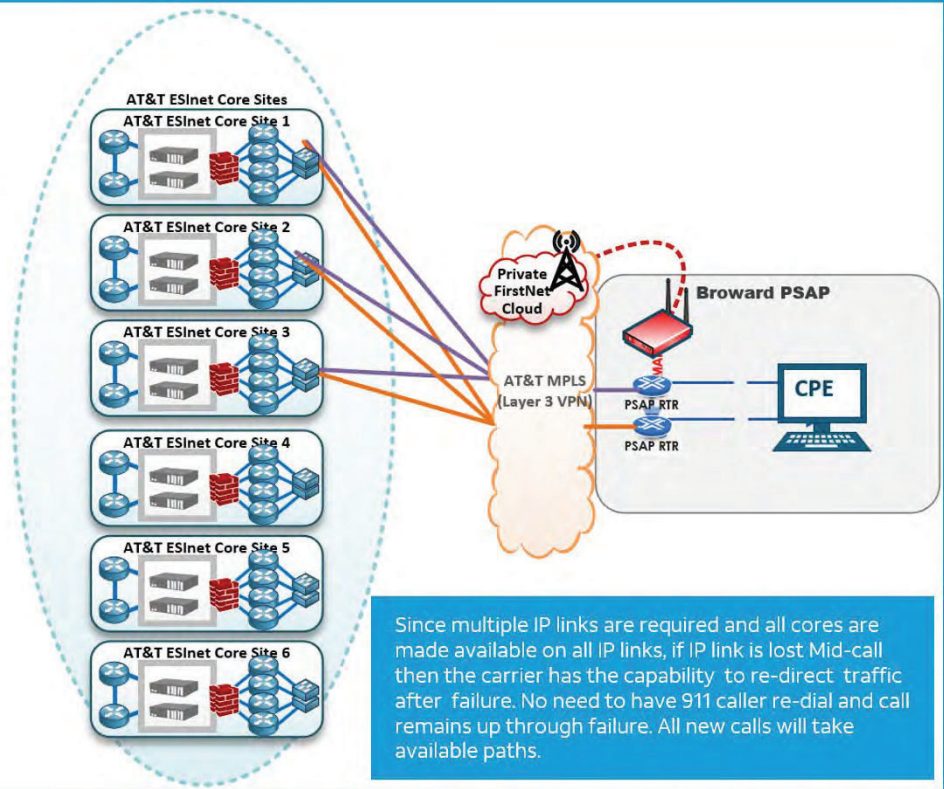 AT&T ESInet Core Sites
AT&T ESInet Core Site 1
AT&T ESInet Core Site 2
AT&T ESInet Core Site 3
AT&T ESInet Core Site 4
AT&T ESInet Core Site 5
AT&T ESInet Core Site 6
Private
FirstNet
Cloud
AT&T MPLS
(Layer 3 VPN)
Broward PSAP
PSAP RTR
PSAP RTR
CPE
Since multiple IP links are required and all cores are
made available on all IP links, if IP link is lost Mid-call
then the carrier has the capability to re-direct traffic
after failure. No need to have 911 caller re-dial and call
remains up through failure. All new calls will take
available paths.